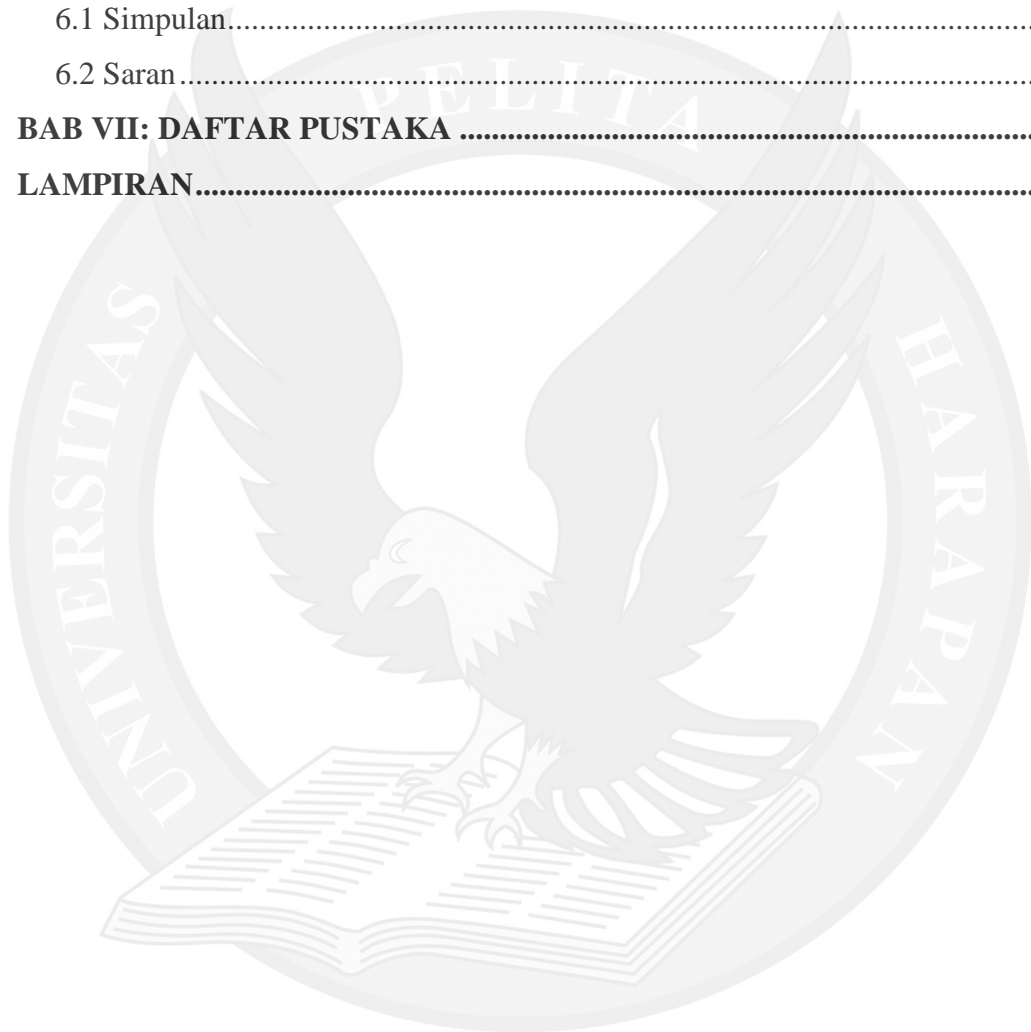 6.1 Simpulan..........................................................................................................
6.2 Saran................................................................................................................
BAB VII: DAFTAR PUSTAKA ..........................................................................
LAMPIRAN..........................................................................................................
UNIVERSITAS PELITA HARAPAN